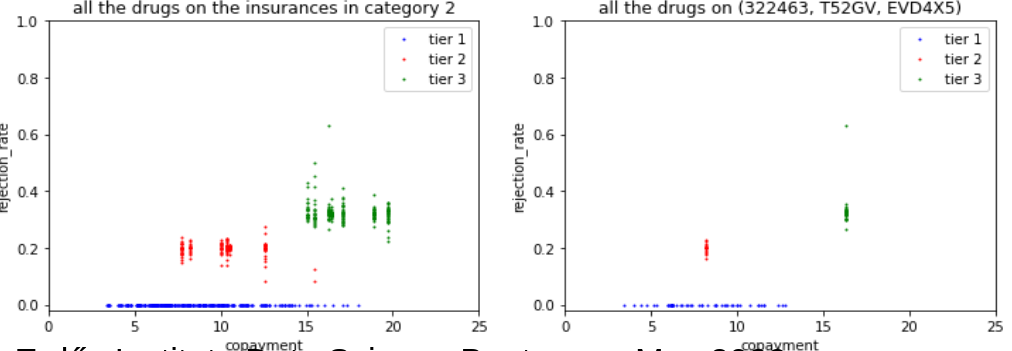 all the drugs on the insurances in category 2
1.0
0.8
0.6
0.4
0.2
0.0
rejection_rate
0 5 10 15 20 25
copayment
tier 1
tier 2
tier 3
all the drugs on (322463, T52GV, EVD4X5)
1.0
0.8
0.6
0.4
0.2
0.0
rejection_rate
0 5 10 15 20 25
copayment
tier 1
tier 2
tier 3